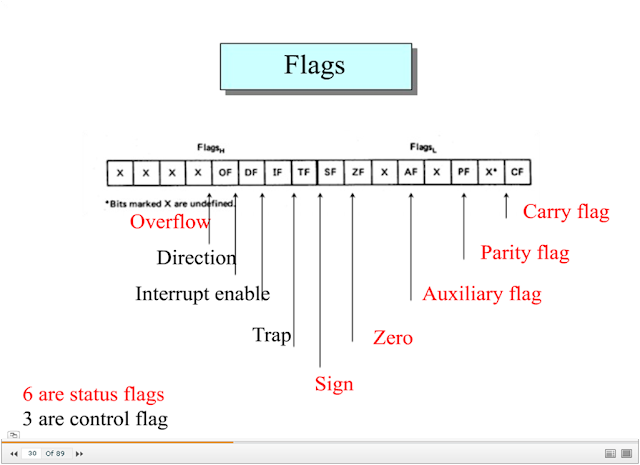 Flags
FlagsH FlagsL
X X X X OF DF IF TF SF ZF X AF X PF X* CF
*Bits marked X are undefined.
Overflow
Carry flag
Direction
Parity flag
Interrupt enable
Auxiliary flag
Trap
Zero
Sign
6 are status flags
3 are control flag
30 Of 89